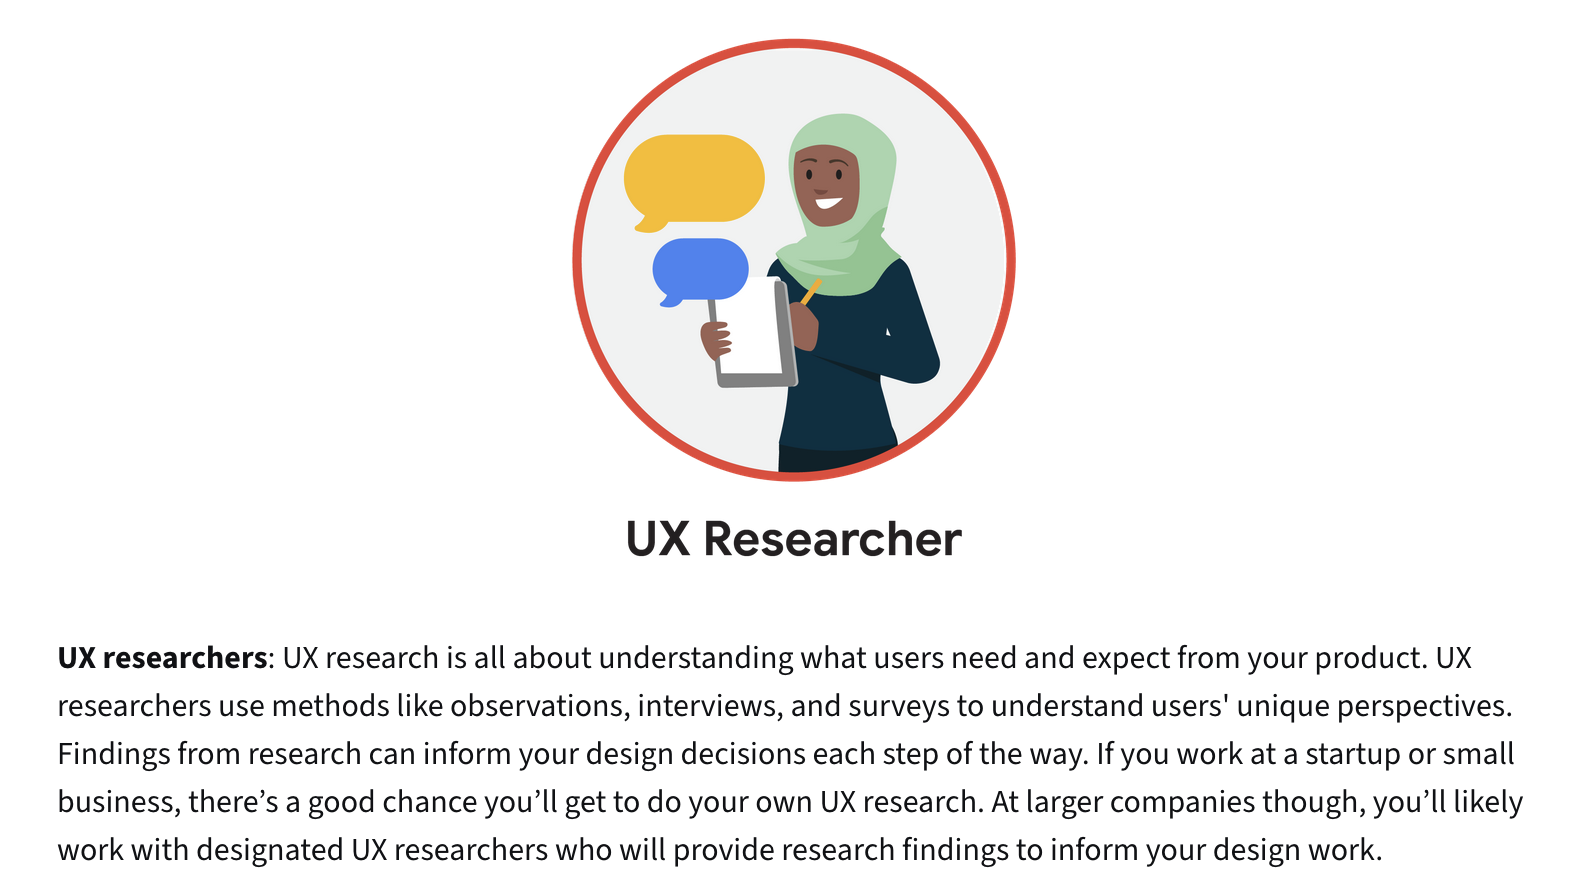 UX Researcher
UX researchers: UX research is all about understanding what users need and expect from your product. UX
researchers use methods like observations, interviews, and surveys to understand users' unique perspectives.
Findings from research can inform your design decisions each step of the way. If you work at a startup or small
business, there’s a good chance you’ll get to do your own UX research. At larger companies though, you’ll likely
work with designated UX researchers who will provide research findings to inform your design work.